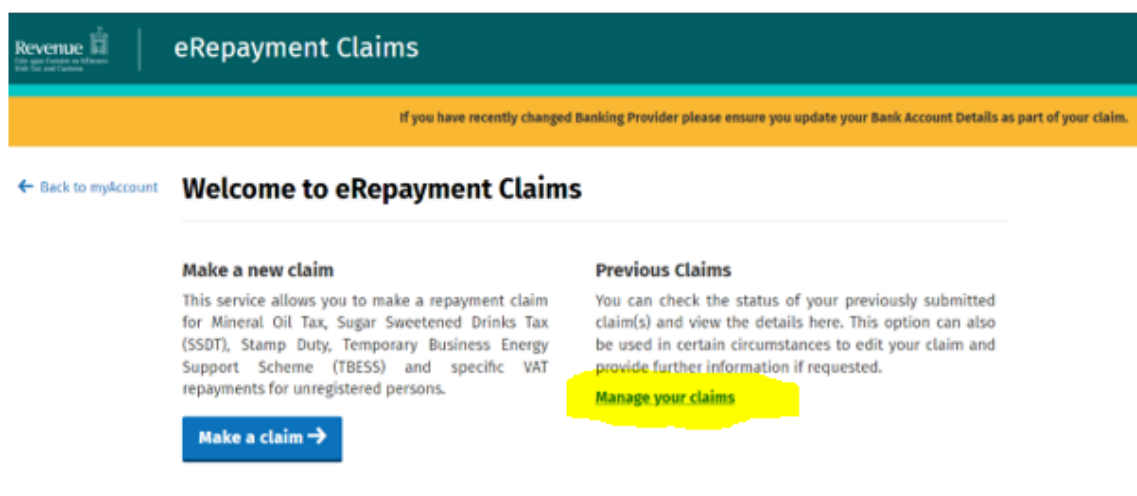 Revenue
eRepayment Claims
If you have recently changed Banking Provider please ensure you update your Bank Account Details as part of your claim.
← Back to myAccount
Welcome to eRepayment Claims
Make a new claim
This service allows you to make a repayment claim
for Mineral Oil Tax, Sugar Sweetened Drinks Tax
(SSDT), Stamp Duty, Temporary Business Energy
Support Scheme (TBESS) and specific VAT
repayments for unregistered persons.
Make a claim →
Previous Claims
You can check the status of your previously submitted
claim(s) and view the details here. This option can also
be used in certain circumstances to edit your claim and
provide further information if requested.
Manage your claims